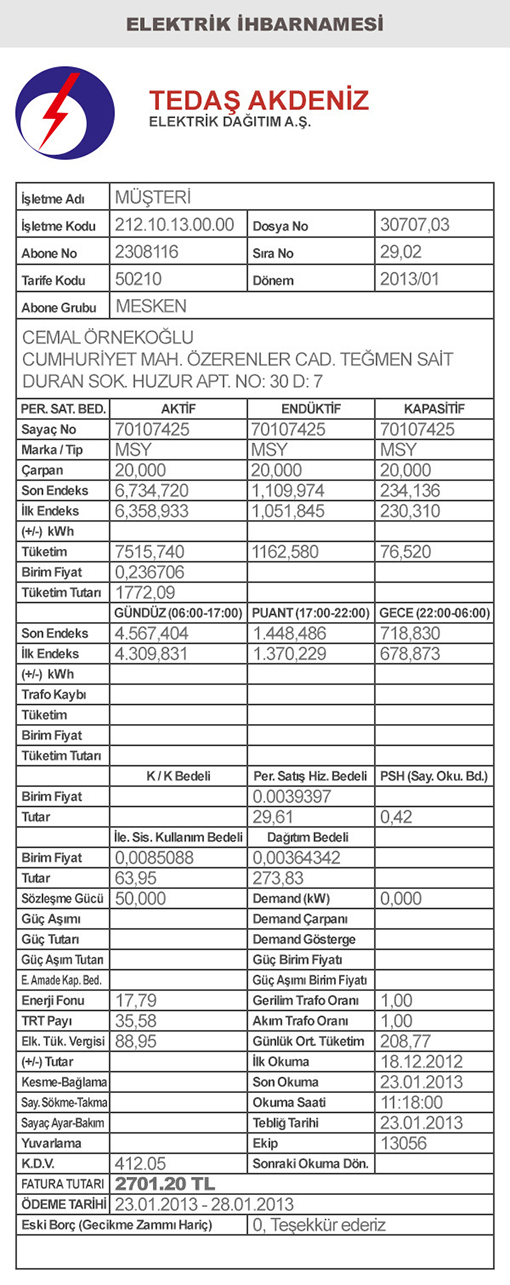 ELEKTRİK İHBARNAMESİ
TEDAŞ AKDENİZ
ELEKTRİK DAĞITIM A.Ş.
İşletme Adı MÜŞTERİ
İşletme Kodu 212.10.13.00.00 Dosya No 30707,03
Abone No 2308116 Sıra No 29,02
Tarife Kodu 50210 Dönem 2013/01
Abone Grubu MESKEN
CEMAL ÖRNEKOĞLU
CUMHURİYET MAH. ÖZERENLER CAD. TEĞMEN SAİT
DURAN SOK. HUZUR APT. NO: 30 D: 7
PER. SAT. BED. AKTİF ENDÜKTİF KAPASİTİF
Sayaç No 70107425 70107425 70107425
Marka / Tip MSY MSY MSY
Çarpan 20,000 20,000 20,000
Son Endeks 6,734,720 1,109,974 234,136
İlk Endeks 6,358,933 1,051,845 230,310
(+/-) kWh
Tüketim 7515,740 1162,580 76,520
Birim Fiyat 0,236706
Tüketim Tutarı 1772,09
GÜNDÜZ (06:00-17:00) PUANT (17:00-22:00) GECE (22:00-06:00)
Son Endeks 4.567,404 1.448,486 718,830
İlk Endeks 4.309,831 1.370,229 678,873
(+/-) kWh
Trafo Kaybı
Tüketim
Birim Fiyat
Tüketim Tutarı
K / K Bedeli Per. Satış Hiz. Bedeli PSH (Say. Oku. Bd.)
Birim Fiyat 0.0039397
Tutar 29,61 0,42
İle. Sis. Kullanım Bedeli Dağıtım Bedeli
Birim Fiyat 0,0085088 0,00364342
Tutar 63,95 273,83
Sözleşme Gücü 50,000 Demand (kW) 0,000
Güç Aşımı Demand Çarpanı
Güç Tutarı Demand Gösterge
Güç Aşım Tutarı Güç Birim Fiyatı
E. Amade Kap. Bed. Güç Aşımı Birim Fiyatı
Enerji Fonu 17,79 Gerilim Trafo Oranı 1,00
TRT Payı 35,58 Akım Trafo Oranı 1,00
Elk. Tük. Vergisi 88,95 Günlük Ort. Tüketim 208,77
(+/-) Tutar İlk Okuma 18.12.2012
Kesme-Bağlama Son Okuma 23.01.2013
Say. Sökme-Takma Okuma Saati 11:18:00
Sayaç Ayar-Bakım Tebliğ Tarihi 23.01.2013
Yuvarlama Ekip 13056
K.D.V. 412.05 Sonraki Okuma Dön.
FATURA TUTARI 2701.20 TL
ÖDEME TARİHİ 23.01.2013 - 28.01.2013
Eski Borç (Gecikme Zammı Hariç) 0, Teşekkür ederiz